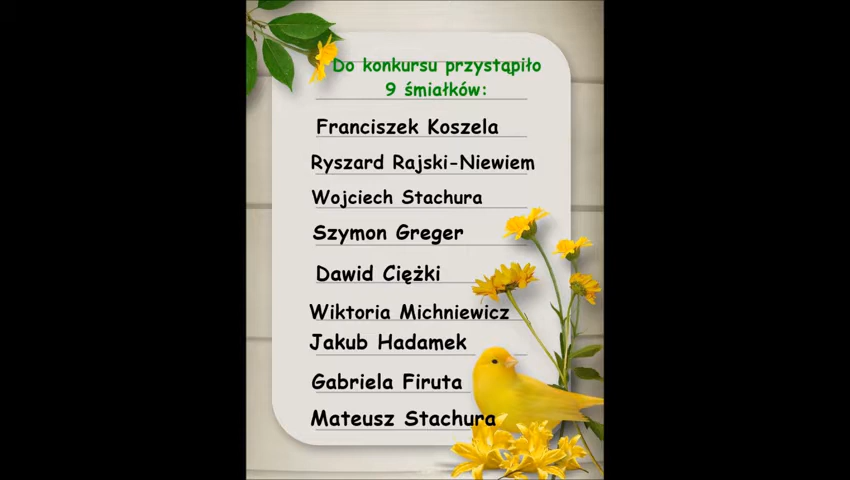 Do konkursu przystąpiło
9 śmiałków:
Franciszek Koszela
Ryszard Rajski-Niewiem
Wojciech Stachura
Szymon Greger
Dawid Ciężki
Wiktoria Michniewicz
Jakub Hadamek
Gabriela Firuta
Mateusz Stachura